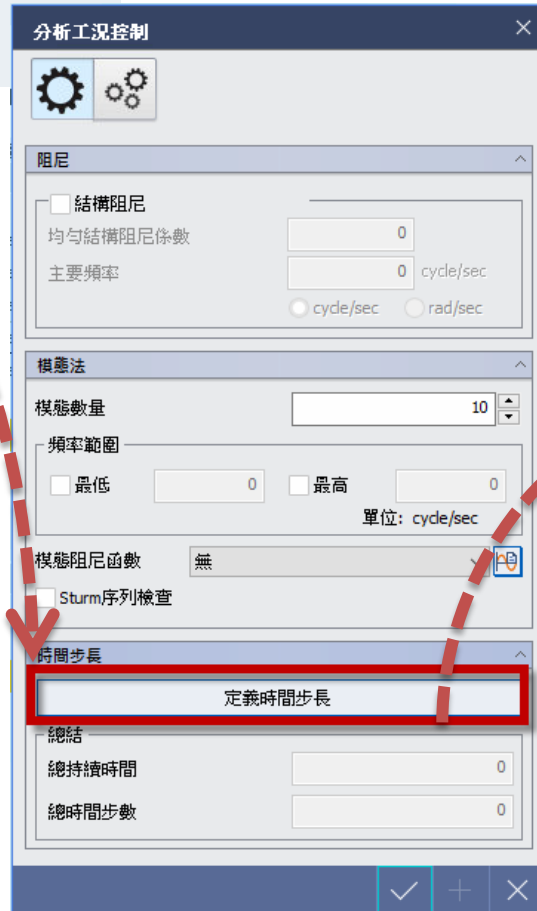 分析工況控制
阻尼
結構阻尼
均勻結構阻尼係數 0
主要頻率 0 cycle/sec
cycle/sec rad/sec
模態法
模態數量 10
頻率範圍
最低 0 最高 0
單位: cycle/sec
模態阻尼函數 無
Sturm序列檢查
時間步長
定義時間步長
總結
總持續時間 0
總時間步數 0